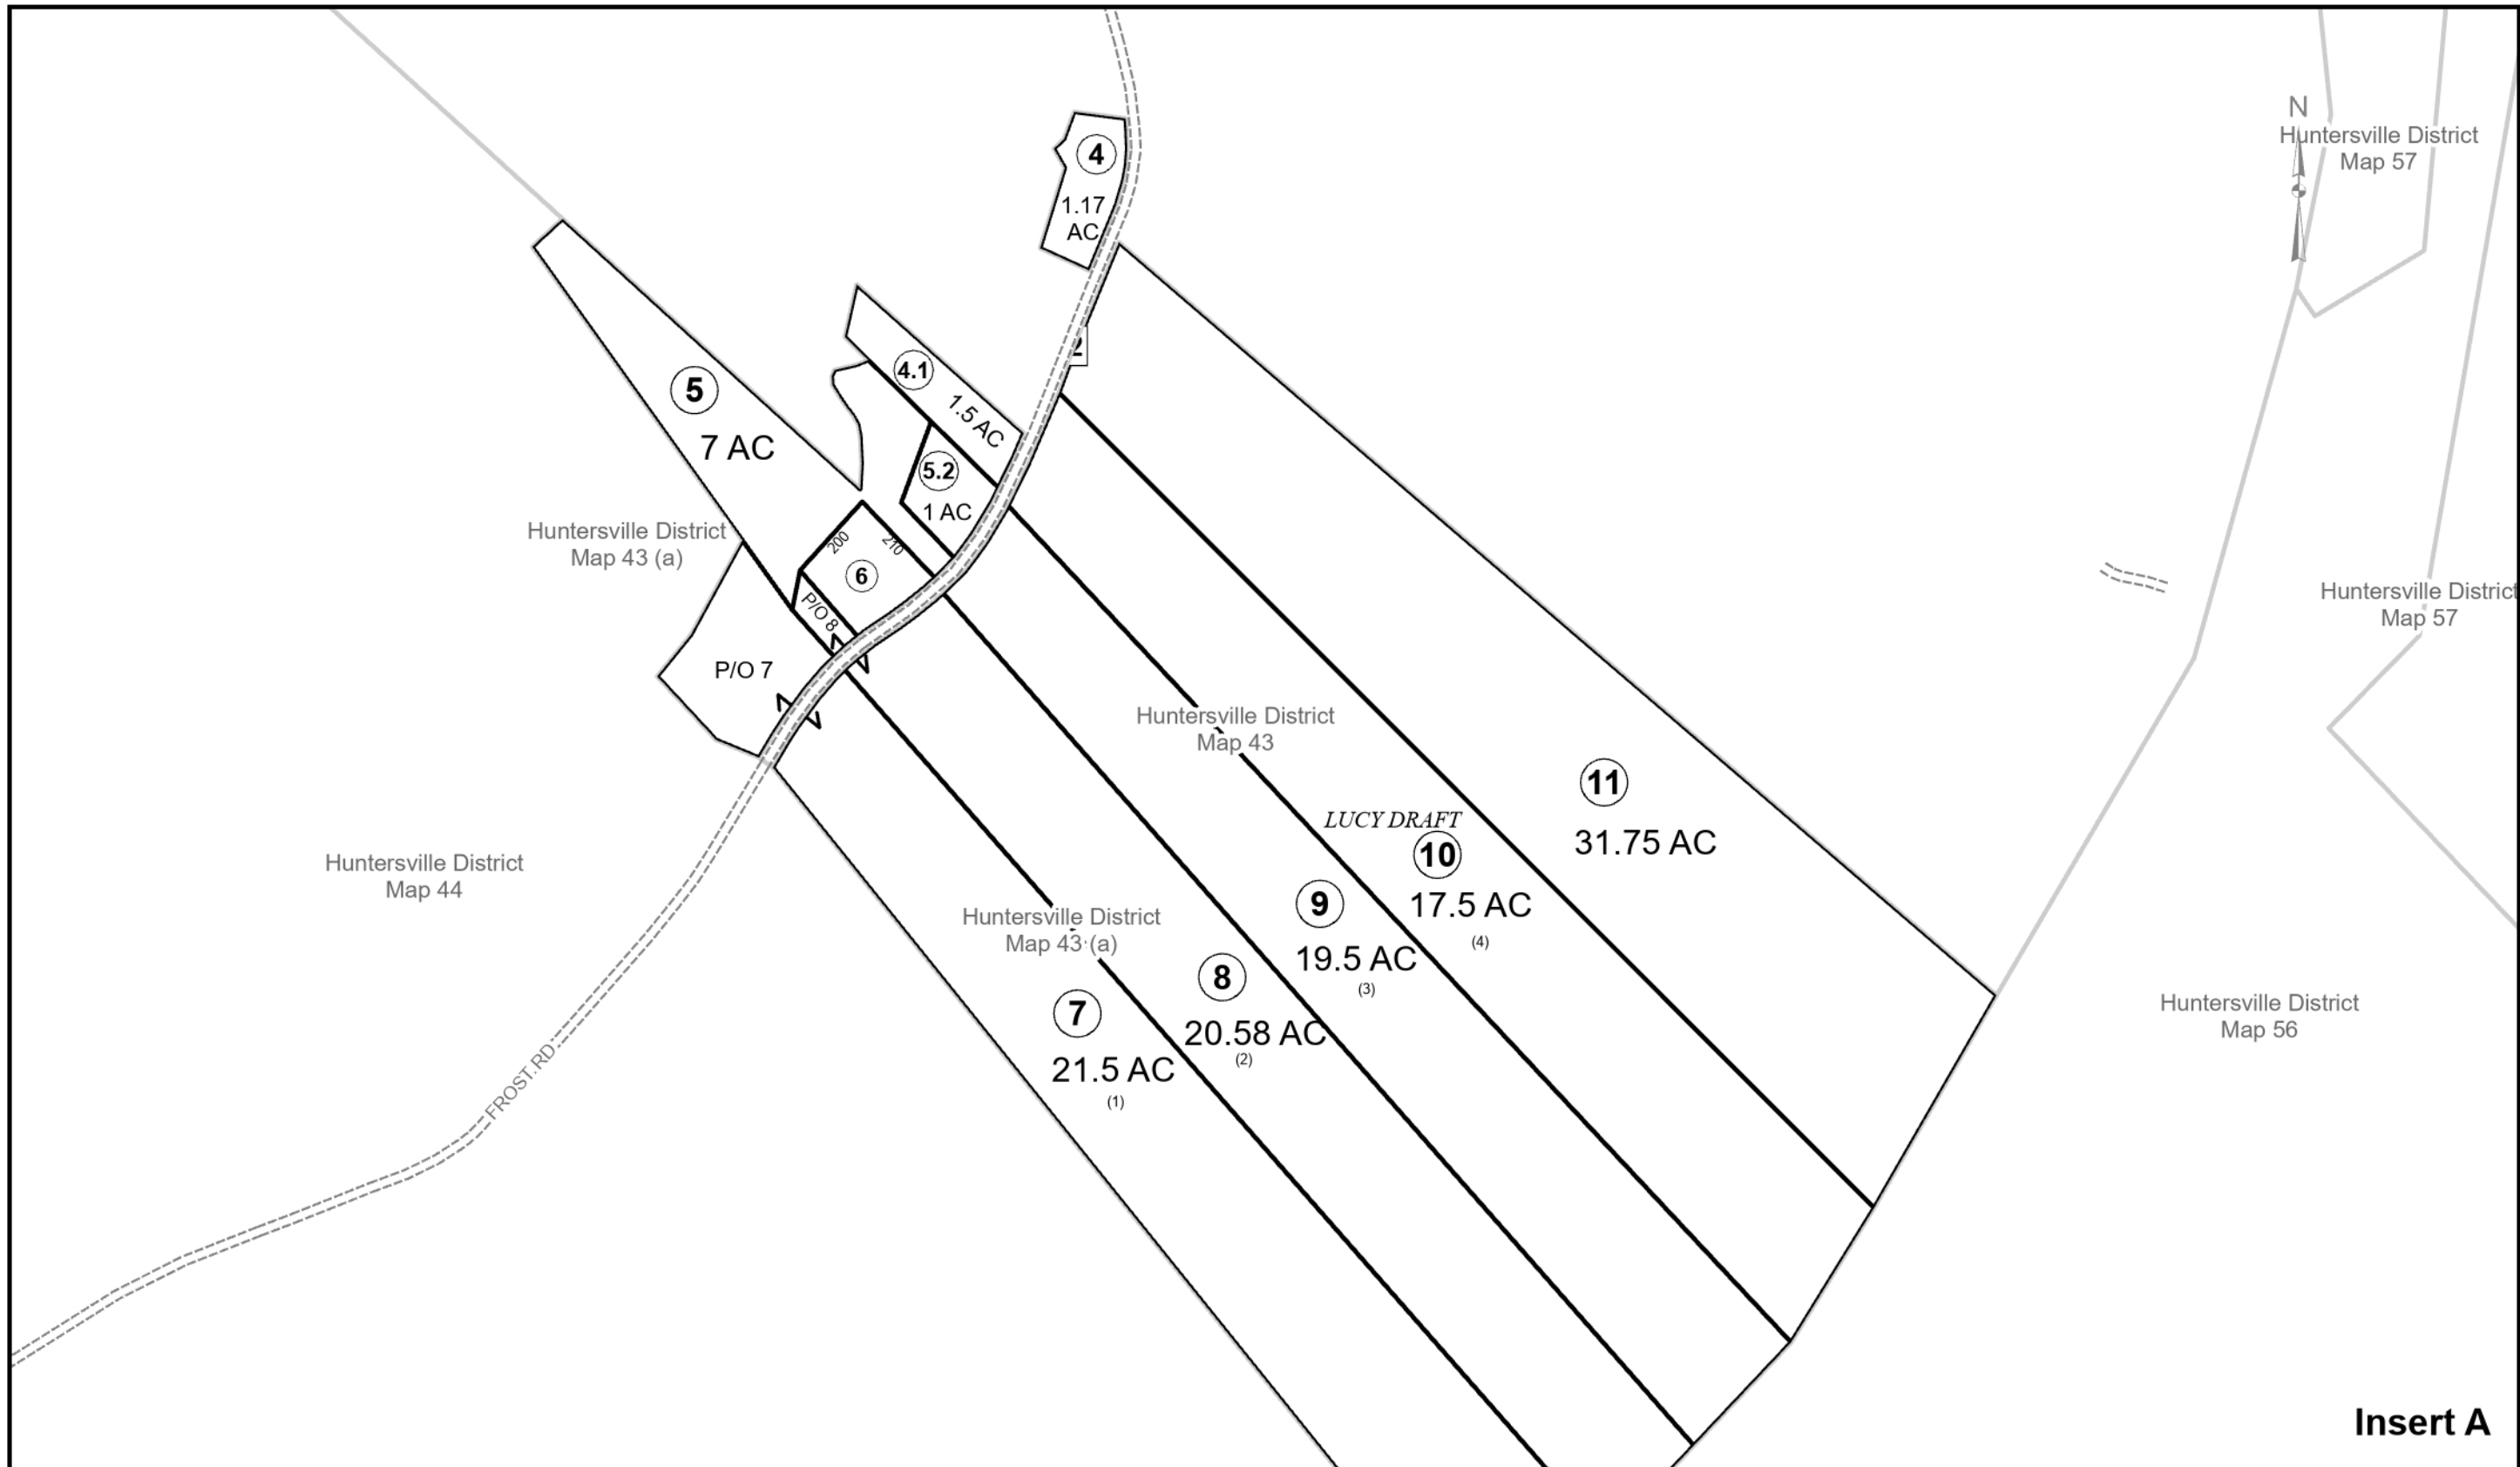 N
Huntersville District
Map 57
4
1.17
AC
2
4.1
1.5 AC
5
7 AC
5.2
1 AC
Huntersville District
Map 43 (a)
200
210
6
P/O 8
P/O 7
Huntersville District
Map 57
Huntersville District
Map 43
11
31.75 AC
LUCY DRAFT
10
17.5 AC
(4)
9
19.5 AC
(3)
Huntersville District
Map 44
Huntersville District
Map 43 (a)
8
20.58 AC
(2)
7
21.5 AC
(1)
Huntersville District
Map 56
FROST RD
Insert A